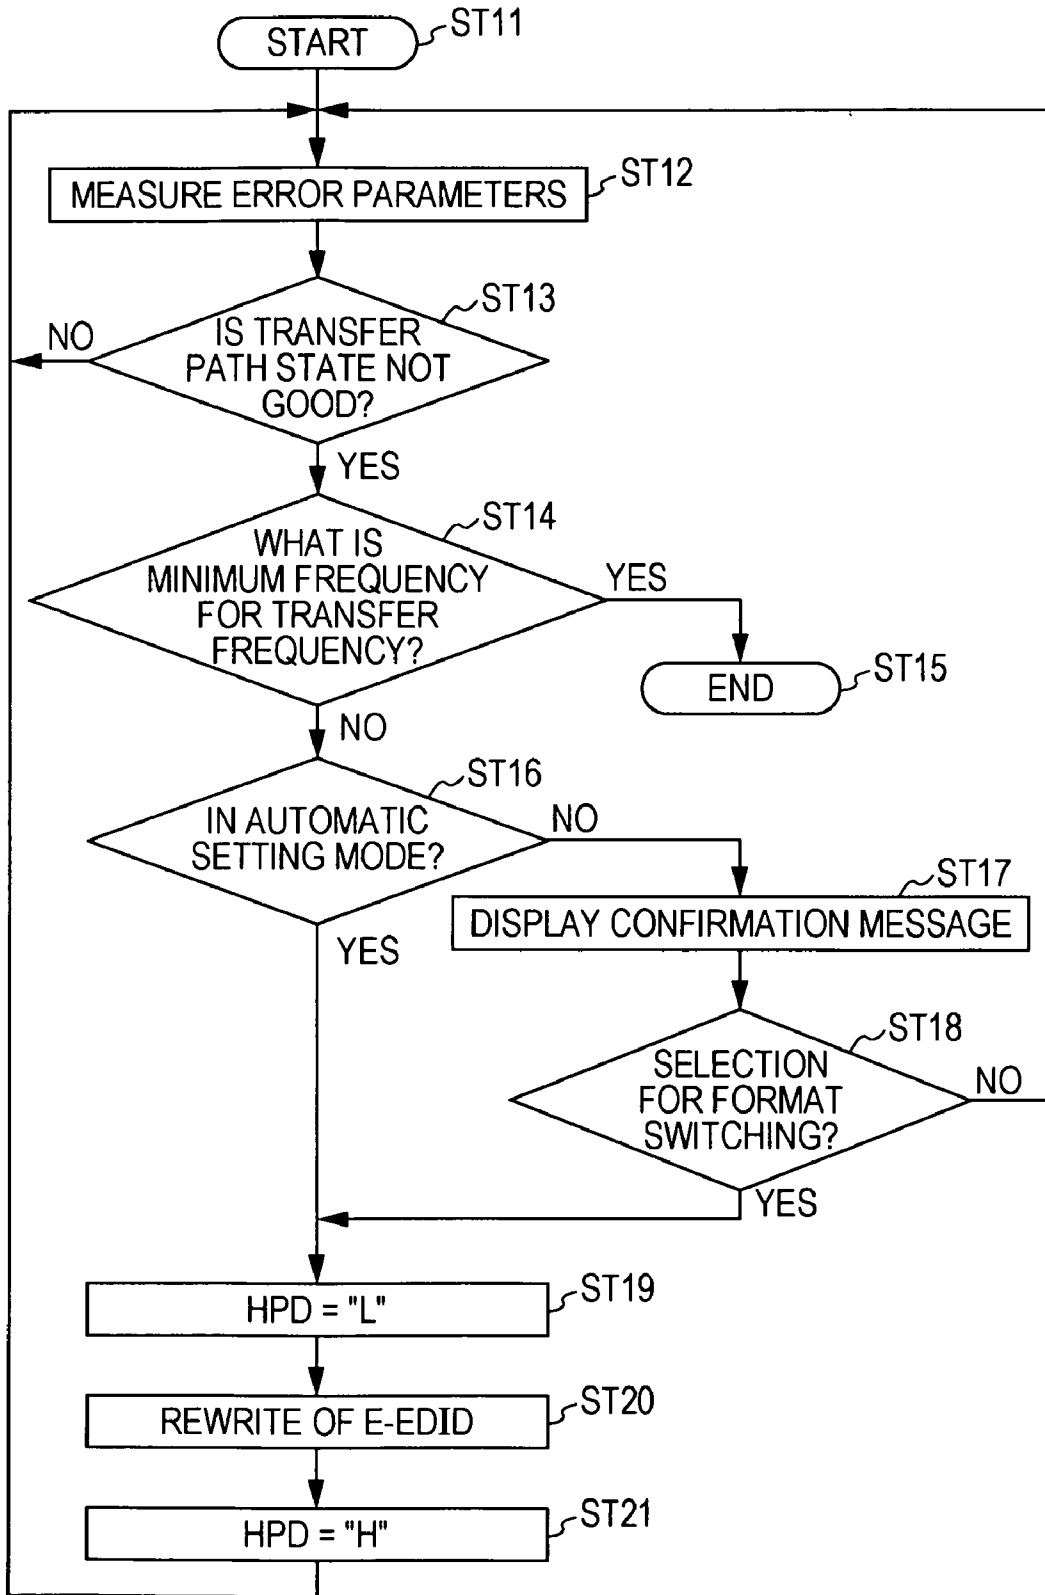 START
ST11
MEASURE ERROR PARAMETERS
ST12
IS TRANSFER
PATH STATE NOT
GOOD?
ST13
NO
YES
WHAT IS
MINIMUM FREQUENCY
FOR TRANSFER
FREQUENCY?
ST14
YES
END
ST15
NO
IN AUTOMATIC
SETTING MODE?
ST16
NO
YES
DISPLAY CONFIRMATION MESSAGE
ST17
SELECTION
FOR FORMAT
SWITCHING?
ST18
NO
YES
HPD = "L"
ST19
REWRITE OF E-EDID
ST20
HPD = "H"
ST21